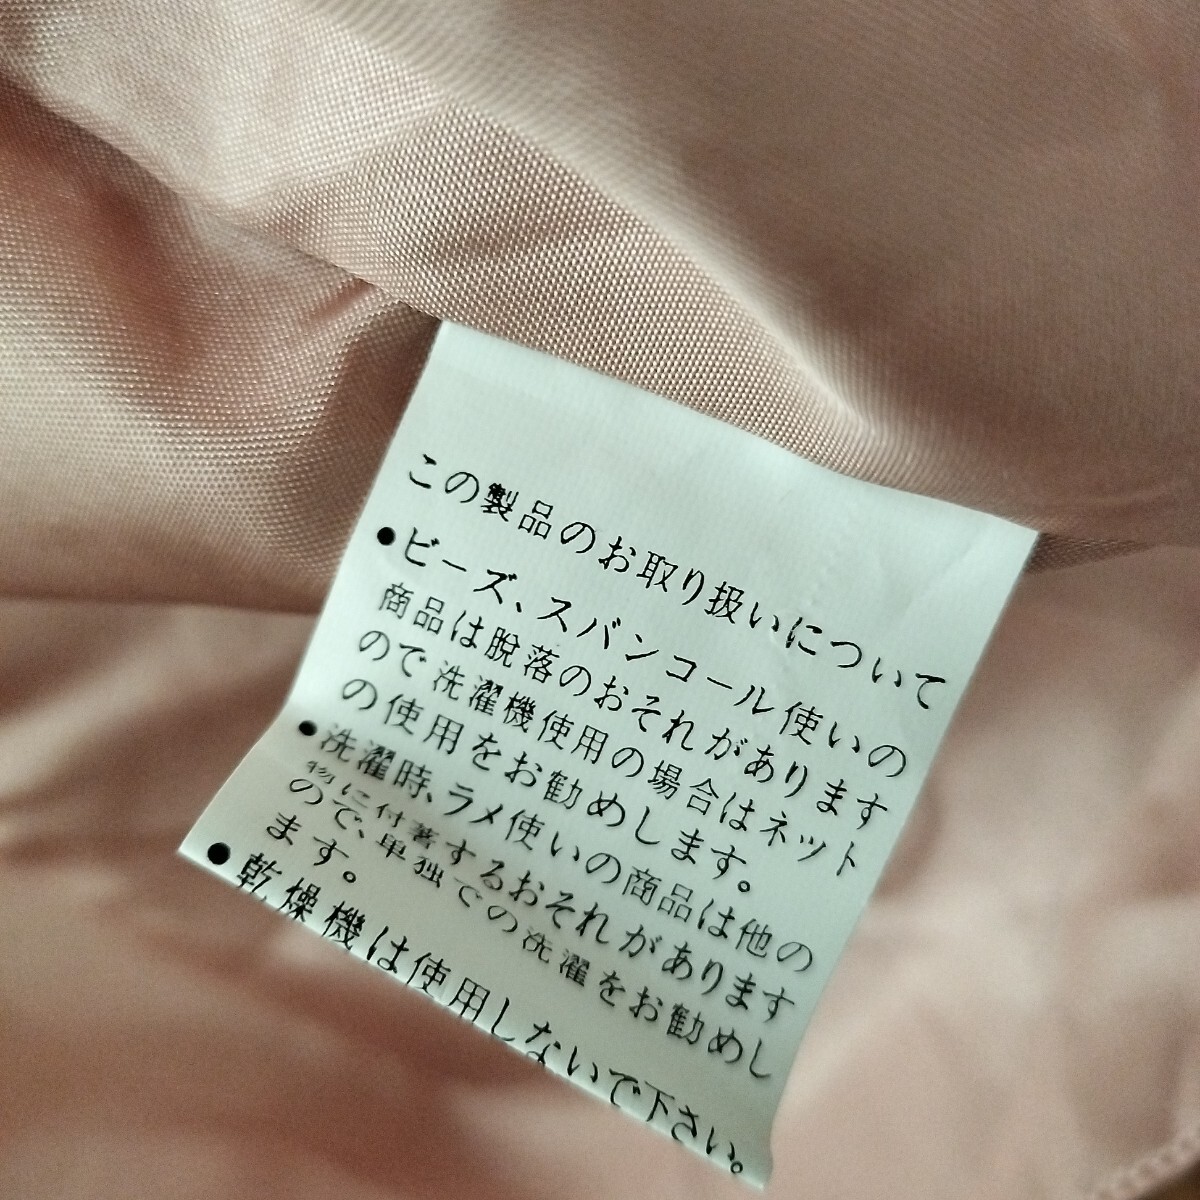 この製品のお取り扱いについて
●ビーズ、スパンコール使いの
商品は脱落のおそれがあります
ので洗濯機使用の場合はネット
の使用をお勧めします。
●洗濯時、ラメ使いの商品は他の
物に付著するおそれがあります
ので、単独での洗濯をお勧めし
ます。
●乾燥機は使用しないで下さい。